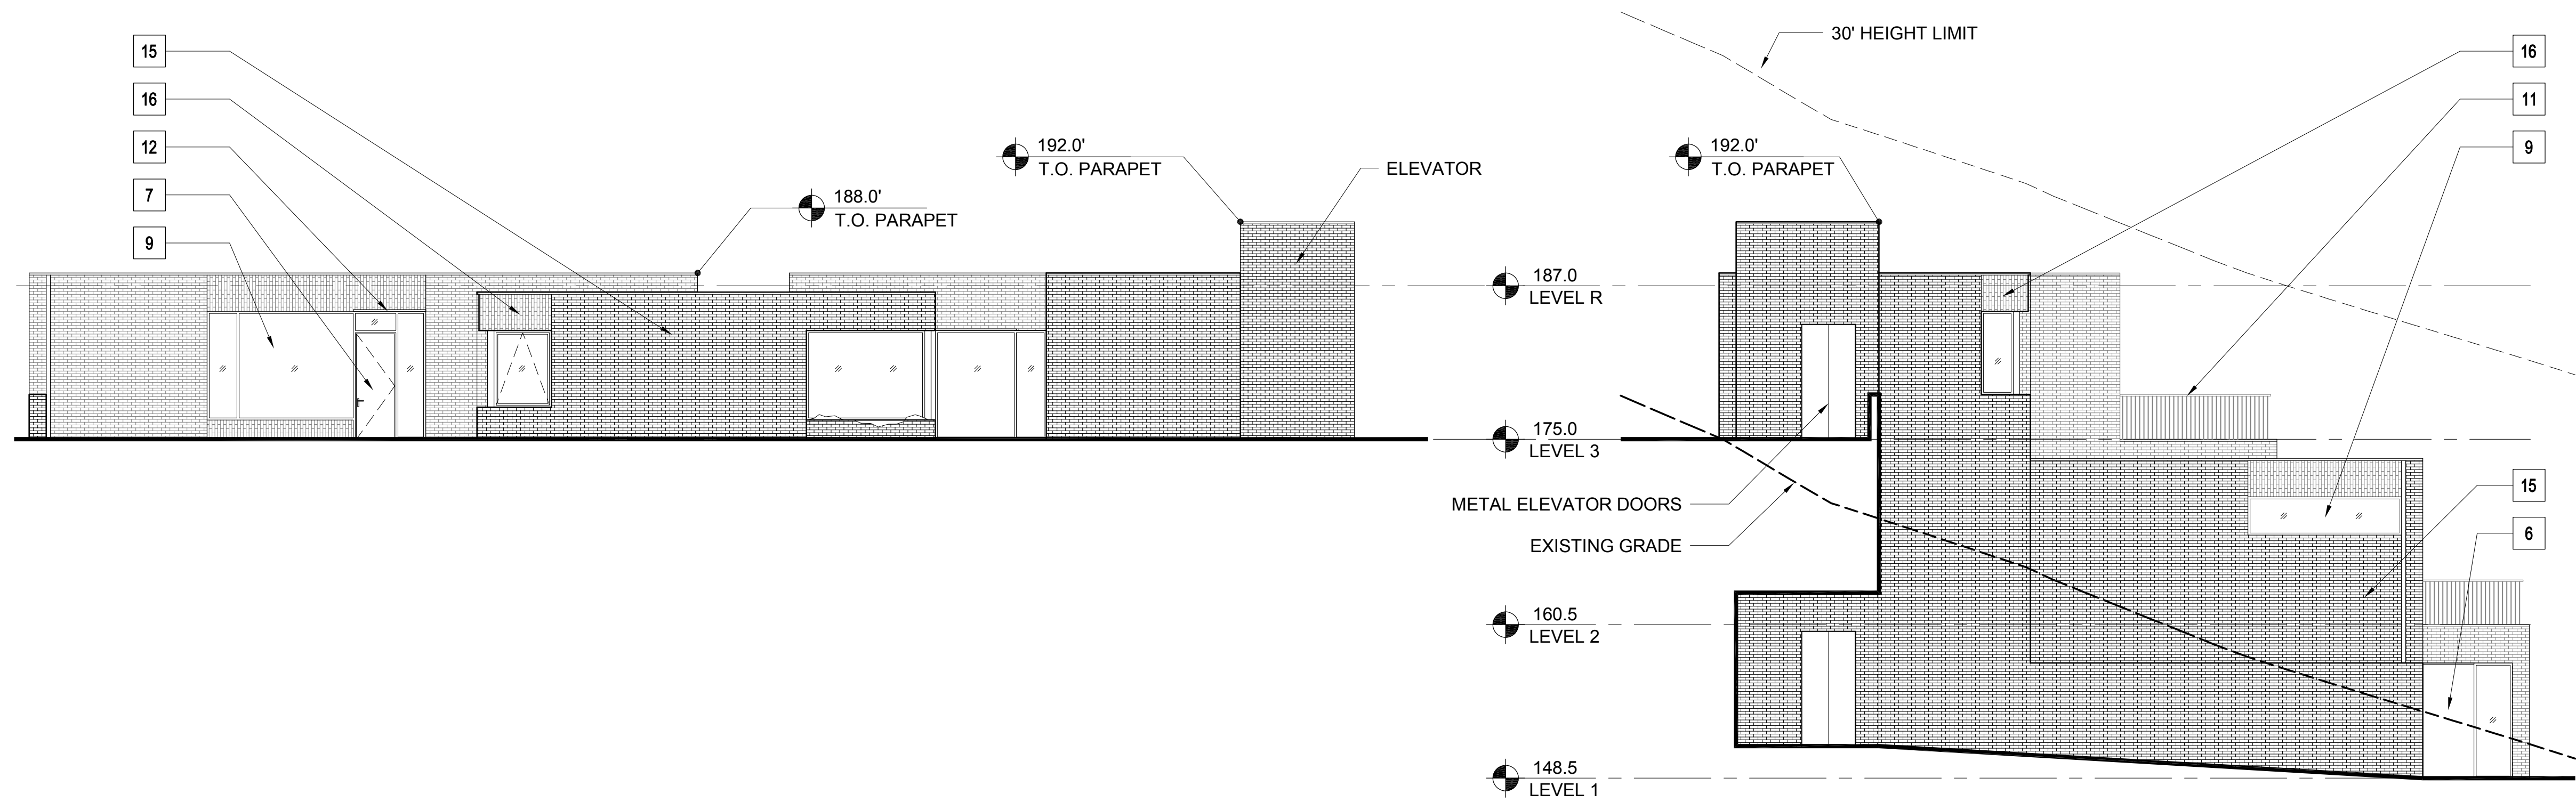 15
16
12
7
9
188.0'
T.O. PARAPET
192.0'
T.O. PARAPET
ELEVATOR
192.0'
T.O. PARAPET
30' HEIGHT LIMIT
16
11
9
187.0
LEVEL R
175.0
LEVEL 3
METAL ELEVATOR DOORS
EXISTING GRADE
15
6
160.5
LEVEL 2
148.5
LEVEL 1